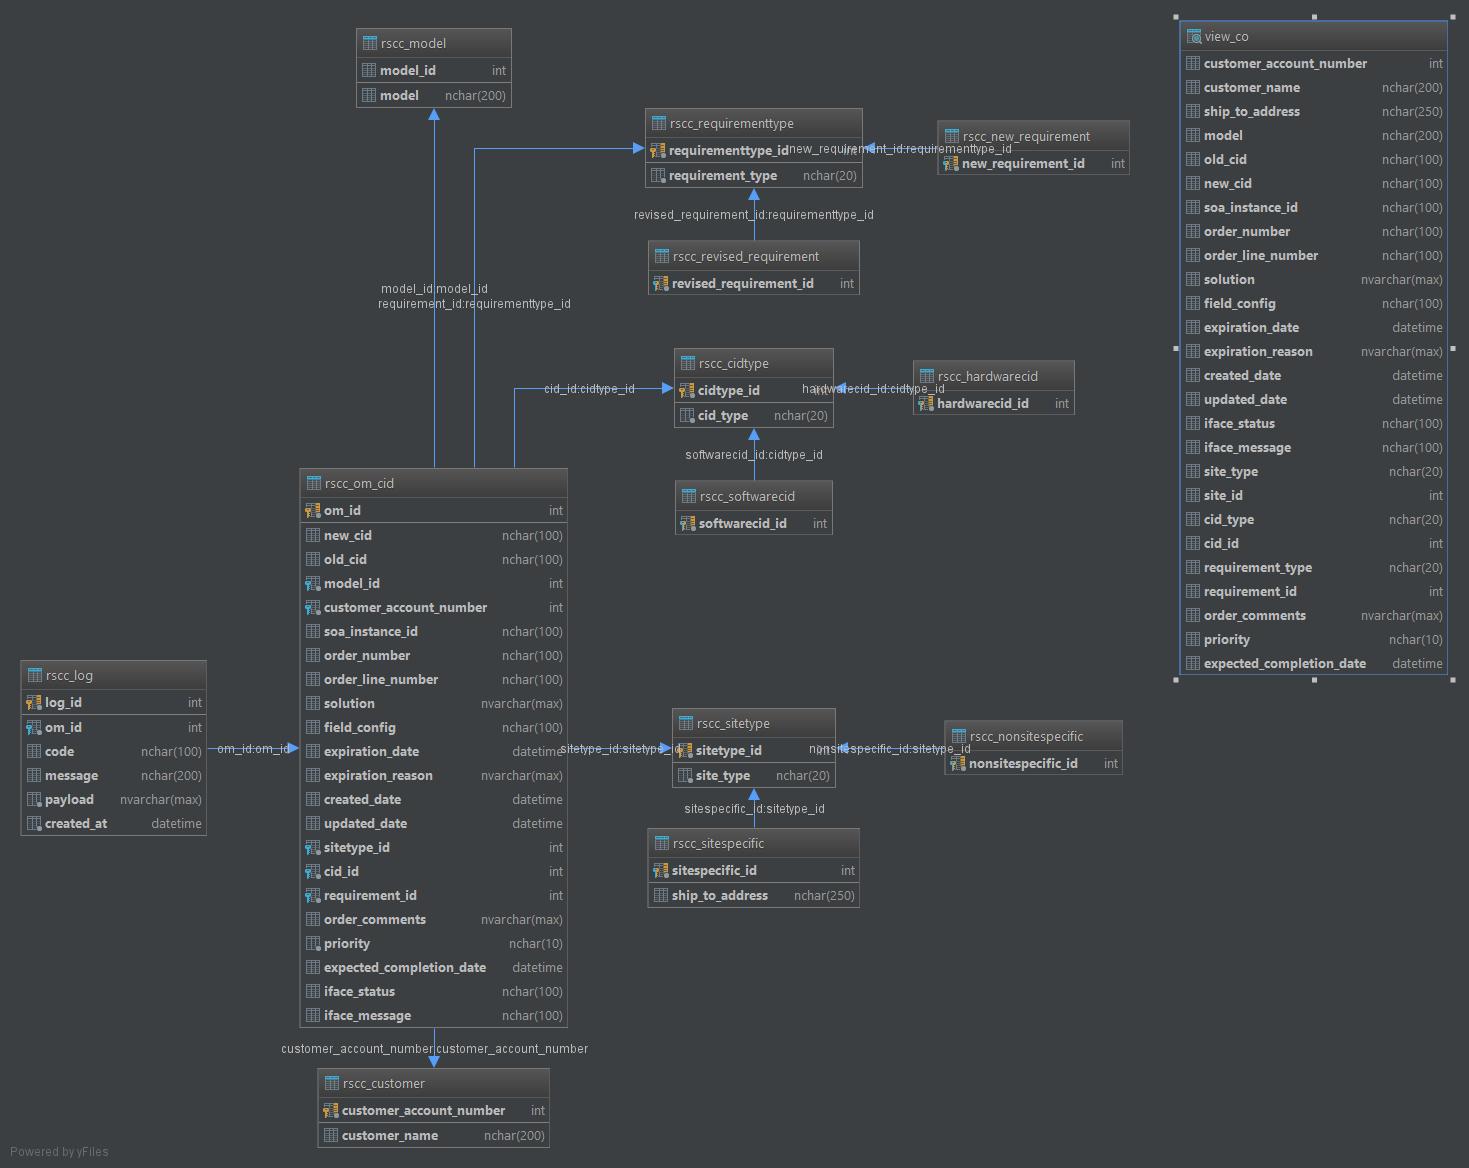 rscc_model
model_id int
model nchar(200)
view_co
customer_account_number int
customer_name nchar(200)
ship_to_address nchar(250)
model nchar(200)
old_cid nchar(100)
new_cid nchar(100)
soa_instance_id nchar(100)
order_number nchar(100)
order_line_number nchar(100)
solution nvarchar(max)
field_config nchar(100)
expiration_date datetime
expiration_reason nvarchar(max)
created_date datetime
updated_date datetime
iface_status nchar(100)
iface_message nchar(100)
site_type nchar(20)
site_id int
cid_type nchar(20)
cid_id int
requirement_type nchar(20)
requirement_id int
order_comments nvarchar(max)
priority nchar(10)
expected_completion_date datetime
rscc_requirementtype
requirementtype_id int
requirement_type nchar(20)
new_requirement_id:requirementtype_id
rscc_new_requirement
new_requirement_id int
revised_requirement_id:requirementtype_id
rscc_revised_requirement
revised_requirement_id int
model_id:model_id
requirement_id:requirementtype_id
rscc_cidtype
cidtype_id int
cid_type nchar(20)
cid_id:cidtype_id
hardwarecid_id:cidtype_id
rscc_hardwarecid
hardwarecid_id int
softwarecid_id:cidtype_id
rscc_softwarecid
softwarecid_id int
rscc_om_cid
om_id int
new_cid nchar(100)
old_cid nchar(100)
model_id int
customer_account_number int
soa_instance_id nchar(100)
order_number nchar(100)
order_line_number nchar(100)
solution nvarchar(max)
field_config nchar(100)
expiration_date datetime
expiration_reason nvarchar(max)
created_date datetime
updated_date datetime
sitetype_id int
cid_id int
requirement_id int
order_comments nvarchar(max)
priority nchar(10)
expected_completion_date datetime
iface_status nchar(100)
iface_message nchar(100)
rscc_log
log_id int
om_id int
code nchar(100)
message nchar(200)
payload nvarchar(max)
created_at datetime
om_id:om_id
sitetype_id:sitetype_id
rscc_sitetype
sitetype_id int
site_type nchar(20)
nonsitespecific_id:sitetype_id
rscc_nonsitespecific
nonsitespecific_id int
sitespecific_id:sitetype_id
rscc_sitespecific
sitespecific_id int
ship_to_address nchar(250)
customer_account_number:customer_account_number
rscc_customer
customer_account_number int
customer_name nchar(200)
Powered by yFiles